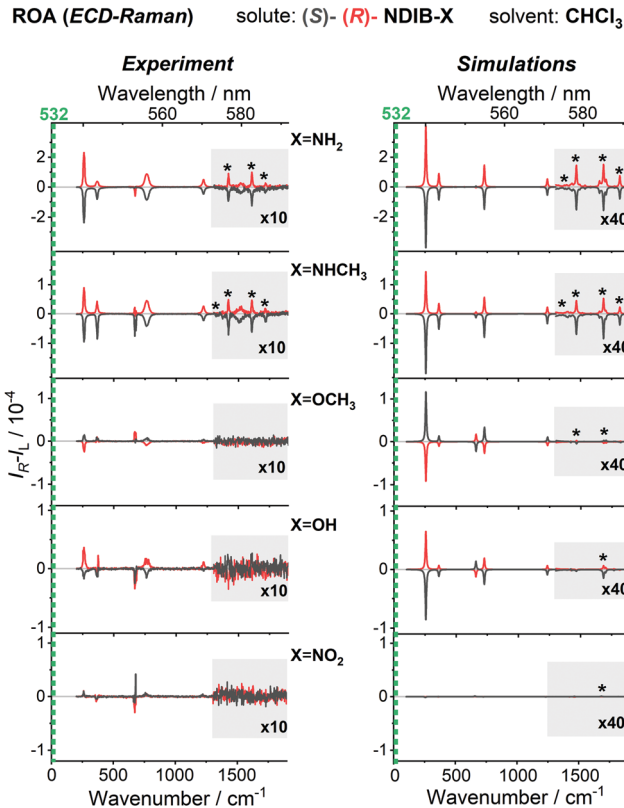 ROA (ECD-Raman) solute: (S)- (R)- NDIB-X solvent: CHCl₃
Experiment Simulations
Wavelength / nm Wavelength / nm
532 560 580 532 560 580
X=NH₂
2 0 -2
* * *
x10
2 0 -2
* * * *
x40
X=NHCH₃
1 0 -1
* * * *
x10
1 0 -1
* * * *
x40
X=OCH₃
1 0 -1
x10
1 0 -1
* *
x40
X=OH
1 0 -1
x10
1 0 -1
*
x40
X=NO₂
1 0 -1
x10
1 0 -1
*
x40
I_R-I_L / 10⁻⁴
0 500 1000 1500 0 500 1000 1500
Wavenumber / cm⁻¹ Wavenumber / cm⁻¹